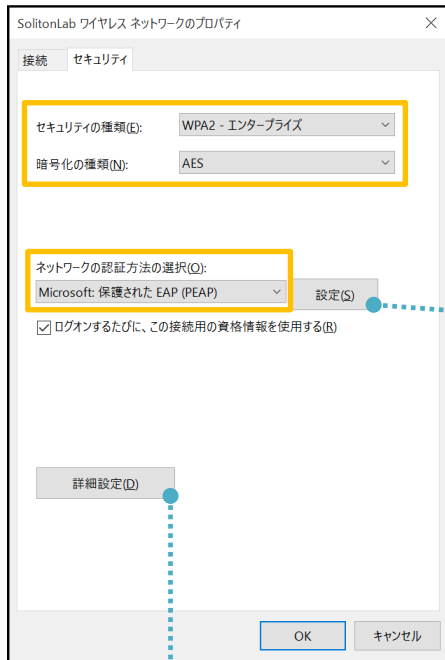 SolitonLab ワイヤレス ネットワークのプロパティ
接続 セキュリティ
セキュリティの種類(E): WPA2 - エンタープライズ
暗号化の種類(N): AES
ネットワークの認証方法の選択(O):
Microsoft: 保護された EAP (PEAP) 設定(S)
ログオンするたびに、この接続用の資格情報を使用する(R)
詳細設定(D)
OK キャンセル